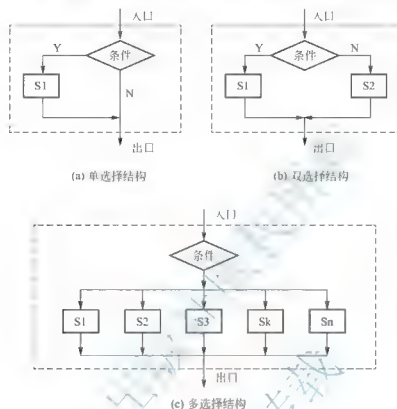 入口
入口
Y
条件
Y
条件
N
S1
N
S1
S2
出口
出口
(a) 单选择结构
(b) 双选择结构
入口
条件
S1
S2
S3
Sk
Sn
出口
(c) 多选择结构